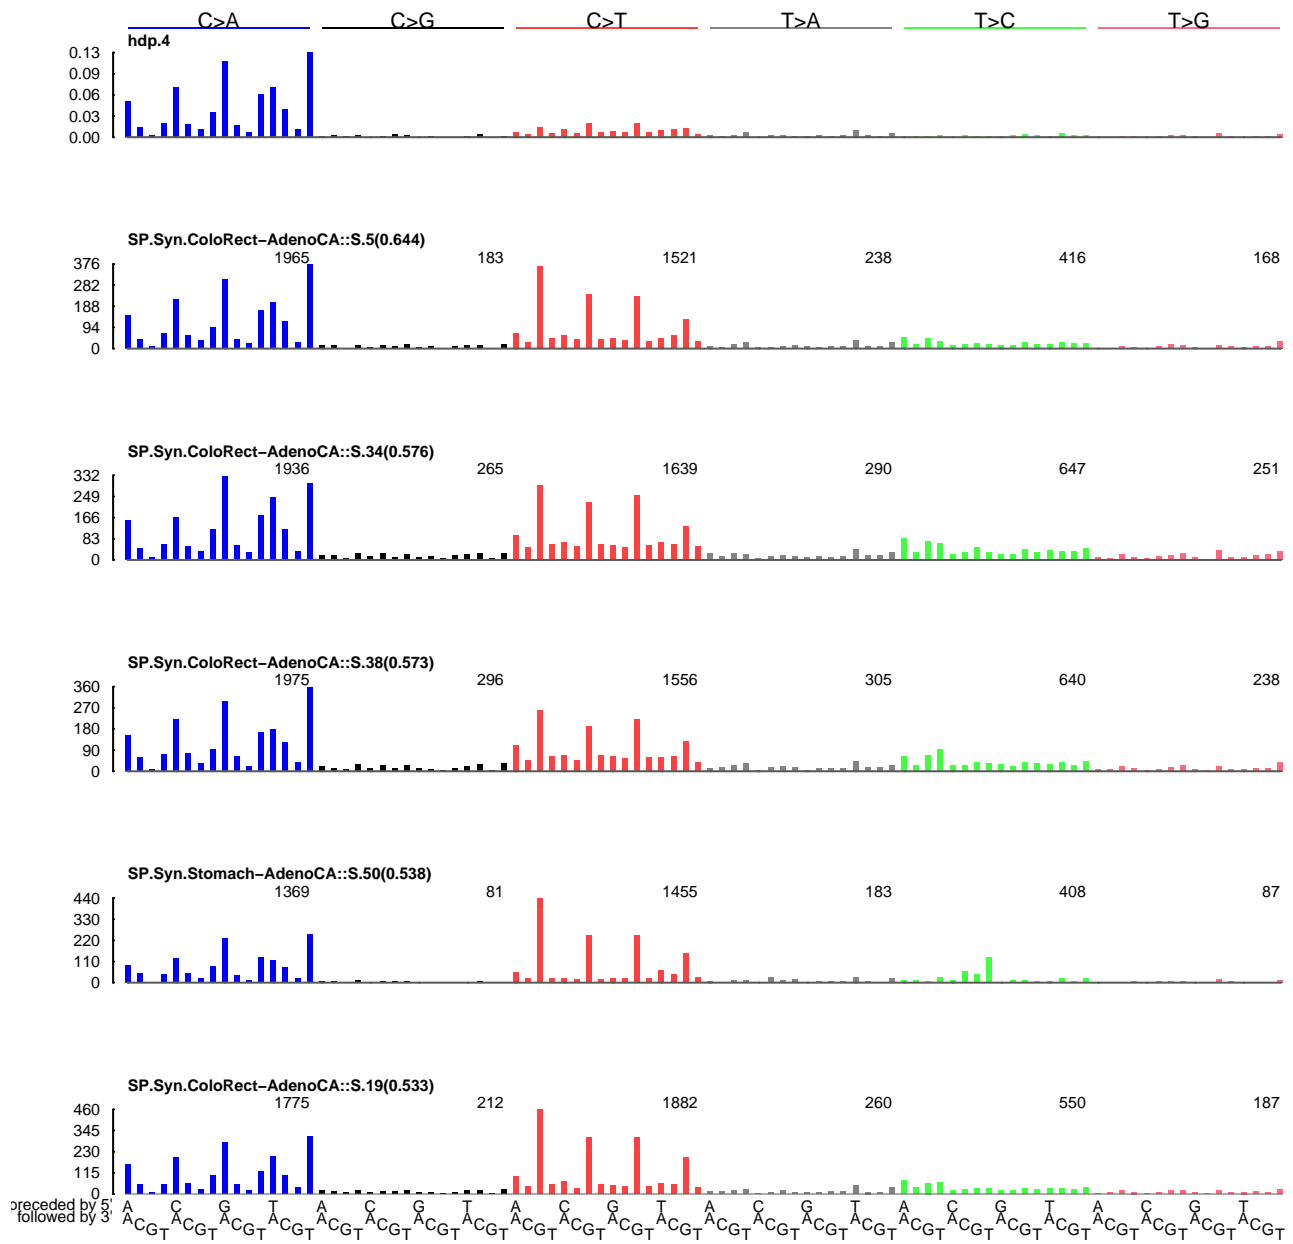 C>A C>G C>T T>A T>C T>G
hdp.4
0.13
0.09
0.06
0.03
0.00
SP.Syn.ColoRect−AdenoCA::S.5(0.644)
1965 183 1521 238 416 168
376
282
188
94
0
SP.Syn.ColoRect−AdenoCA::S.34(0.576)
1936 265 1639 290 647 251
332
249
166
83
0
SP.Syn.ColoRect−AdenoCA::S.38(0.573)
1975 296 1556 305 640 238
360
270
180
90
0
SP.Syn.Stomach−AdenoCA::S.50(0.538)
1369 81 1455 183 408 87
440
330
220
110
0
SP.Syn.ColoRect−AdenoCA::S.19(0.533)
1775 212 1882 260 550 187
460
345
230
115
0
preceded by 5' A C G T A C G T A C G T A C G T A C G T A C G T
followed by 3' A C G T A C G T A C G T A C G T A C G T A C G T A C G T A C G T A C G T A C G T A C G T A C G T A C G T A C G T A C G T A C G T A C G T A C G T A C G T A C G T A C G T A C G T A C G T A C G T